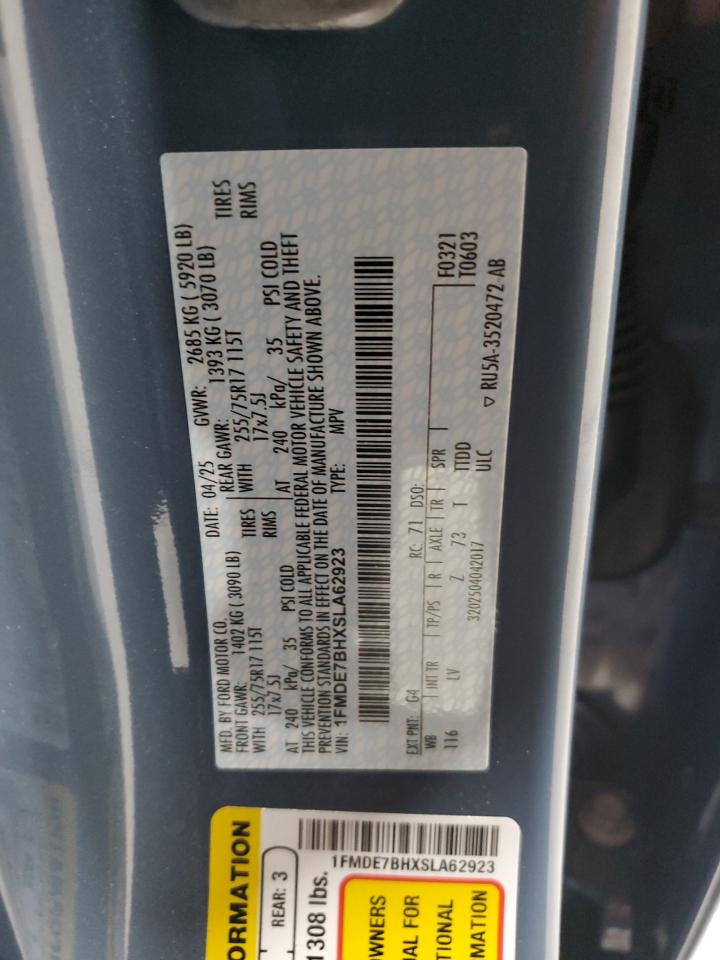 MFD. BY FORD MOTOR CO.
DATE: 04/25 GVWR: 2685 KG ( 5920 LB)
FRONT GAWR: 1402 KG ( 3090 LB) REAR GAWR: 1393 KG ( 3070 LB)
WITH 255/75R17 115T TIRES WITH 255/75R17 115T TIRES
17x7.5J RIMS 17x7.5J RIMS
AT 240 kPa/ 35 PSI COLD AT 240 kPa/ 35 PSI COLD
THIS VEHICLE CONFORMS TO ALL APPLICABLE FEDERAL MOTOR VEHICLE SAFETY AND THEFT
PREVENTION STANDARDS IN EFFECT ON THE DATE OF MANUFACTURE SHOWN ABOVE.
VIN: 1FMDE7BHXSLA62923 TYPE: MPV
EXT PNT: G4 RC: 71 DSO: F0321
WB INT TR TP/PS R AXLE TR SPR T0603
116 LV Z 73 T TTDD
ULC
3202504042017 ▽ RU5A-3520472 AB
ORMATION
REAR: 3
1308 lbs.
1FMDE7BHXSLA62923
WNERS
AL FOR
TIONAL
MATION